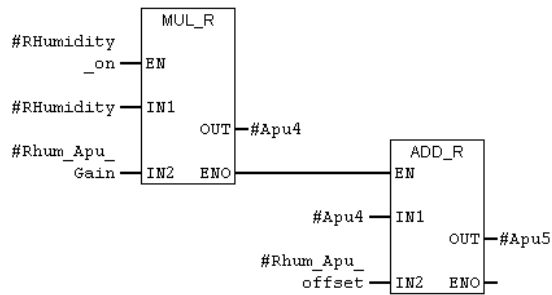 MUL_R
#RHumidity
_on EN
#RHumidity IN1
OUT #Apu4
#Rhum_Apu_
Gain IN2 ENO
ADD_R
EN
#Apu4 IN1
OUT #Apu5
#Rhum_Apu_
offset IN2 ENO